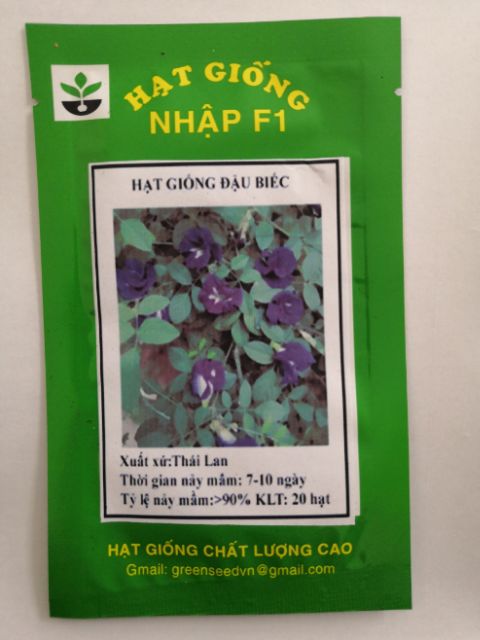 HẠT GIỐNG
NHẬP F1
HẠT GIỐNG ĐẬU BIẾC
Xuất xứ:Thái Lan
Thời gian nảy mầm: 7-10 ngày
Tỷ lệ nảy mầm:>90% KLT: 20 hạt
HẠT GIỐNG CHẤT LƯỢNG CAO
Gmail: greenseedvn@gmail.com